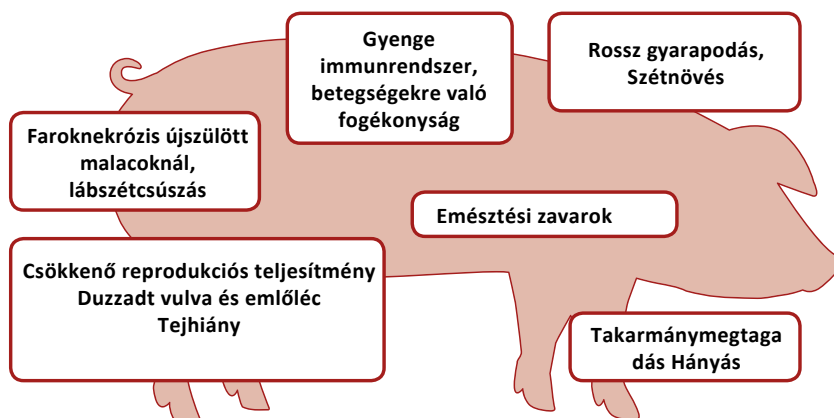 Gyenge
immunrendszer,
betegségekre való
fogékonyság
Rossz gyarapodás,
Szétnövés
Faroknekrózis újszülött
malacoknál,
lábszétcsúszás
Emésztési zavarok
Csökkenő reprodukciós teljesítmény
Duzzadt vulva és emlőléc
Tejhiány
Takarmánymegtaga
dás Hányás